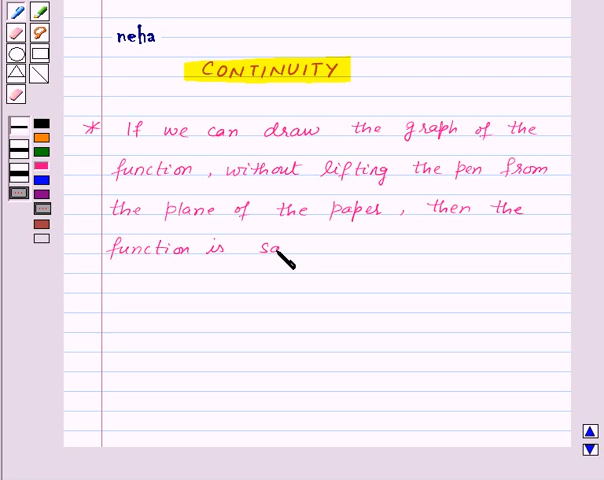 neha
CONTINUITY
* If we can draw the graph of the
function, without lifting the pen from
the plane of the paper, then the
function is sa